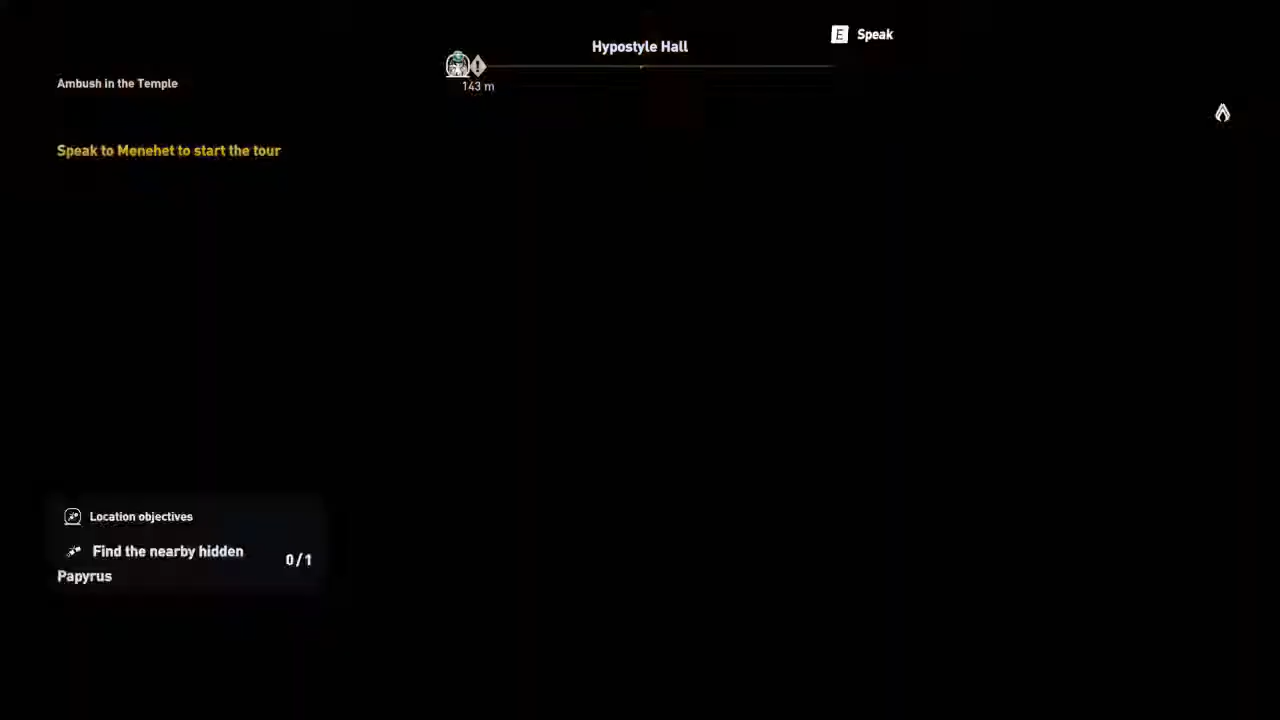 Hypostyle Hall
E Speak
143 m
Ambush in the Temple
Speak to Menehet to start the tour
Location objectives
Find the nearby hidden
Papyrus
0/1